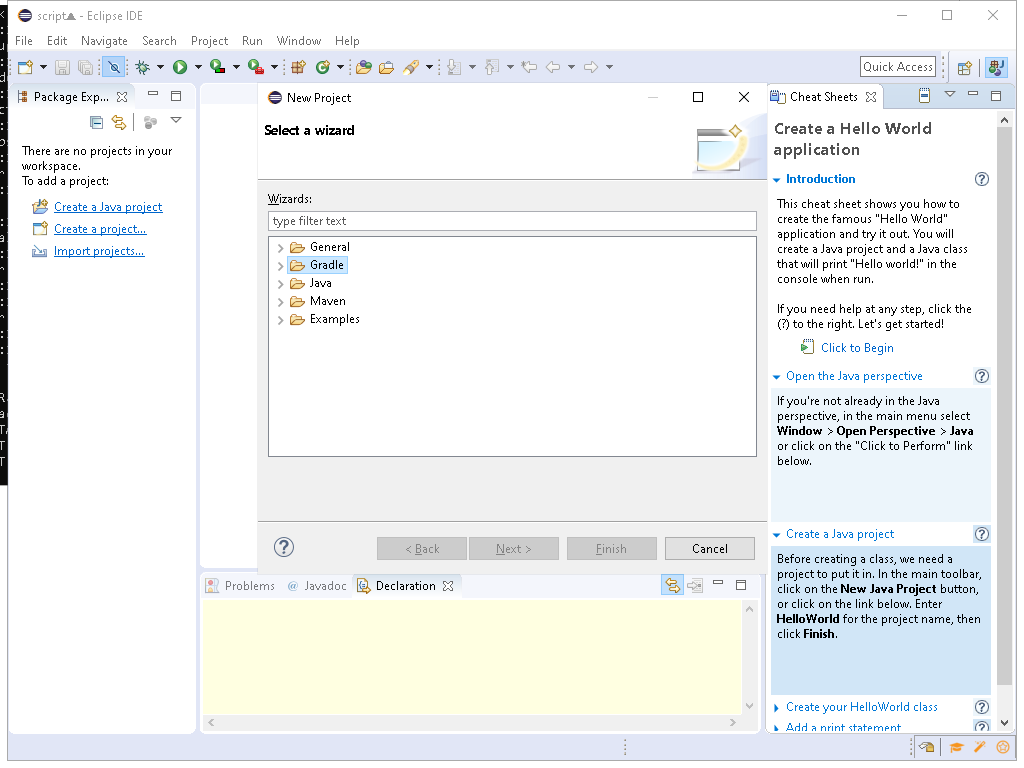 script - Eclipse IDE
File Edit Navigate Search Project Run Window Help
Quick Access
Package Exp...
There are no projects in your
workspace.
To add a project:
Create a Java project
Create a project...
Import projects...
New Project
Select a wizard
Wizards:
type filter text
General
Gradle
Java
Maven
Examples
< Back Next > Finish Cancel
Problems @ Javadoc Declaration
Cheat Sheets
Create a Hello World
application
Introduction
This cheat sheet shows you how to
create the famous "Hello World"
application and try it out. You will
create a Java project and a Java class
that will print "Hello world!" in the
console when run.
If you need help at any step, click the
(?) to the right. Let's get started!
Click to Begin
Open the Java perspective
If you're not already in the Java
perspective, in the main menu select
Window > Open Perspective > Java
or click on the "Click to Perform" link
below.
Create a Java project
Before creating a class, we need a
project to put it in. In the main toolbar,
click on the New Java Project button,
or click on the link below. Enter
HelloWorld for the project name, then
click Finish.
Create your HelloWorld class
Add a print statement